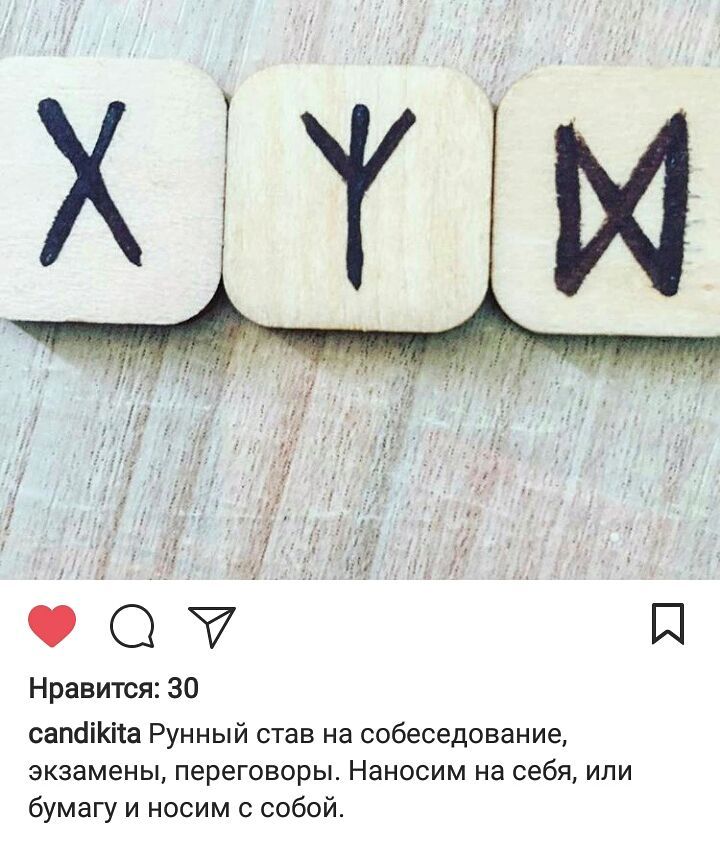 ᚷ ᛉ ᛞ
Нравится: 30
candikita Рунный став на собеседование,
экзамены, переговоры. Наносим на себя, или
бумагу и носим с собой.